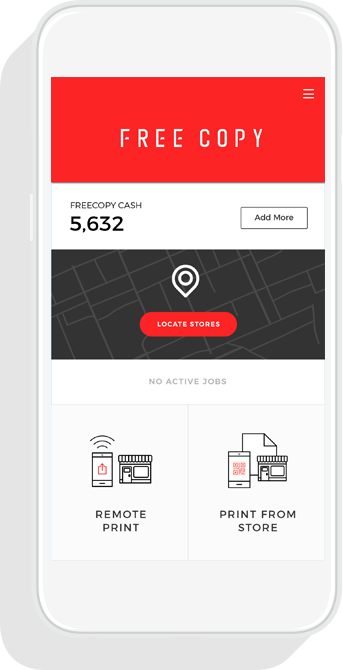 FREE COPY
FREECOPY CASH
5,632
Add More
LOCATE STORES
NO ACTIVE JOBS
REMOTE
PRINT
PRINT FROM
STORE